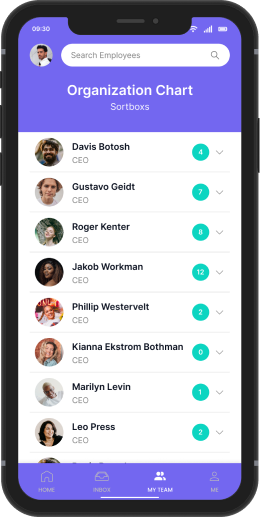 09:30
Search Employees
Organization Chart
Sortboxs
Davis Botosh
CEO
4
Gustavo Geidt
CEO
7
Roger Kenter
CEO
8
Jakob Workman
CEO
12
Phillip Westervelt
CEO
2
Kianna Ekstrom Bothman
CEO
0
Marilyn Levin
CEO
1
Leo Press
CEO
2
HOME
INBOX
MY TEAM
ME